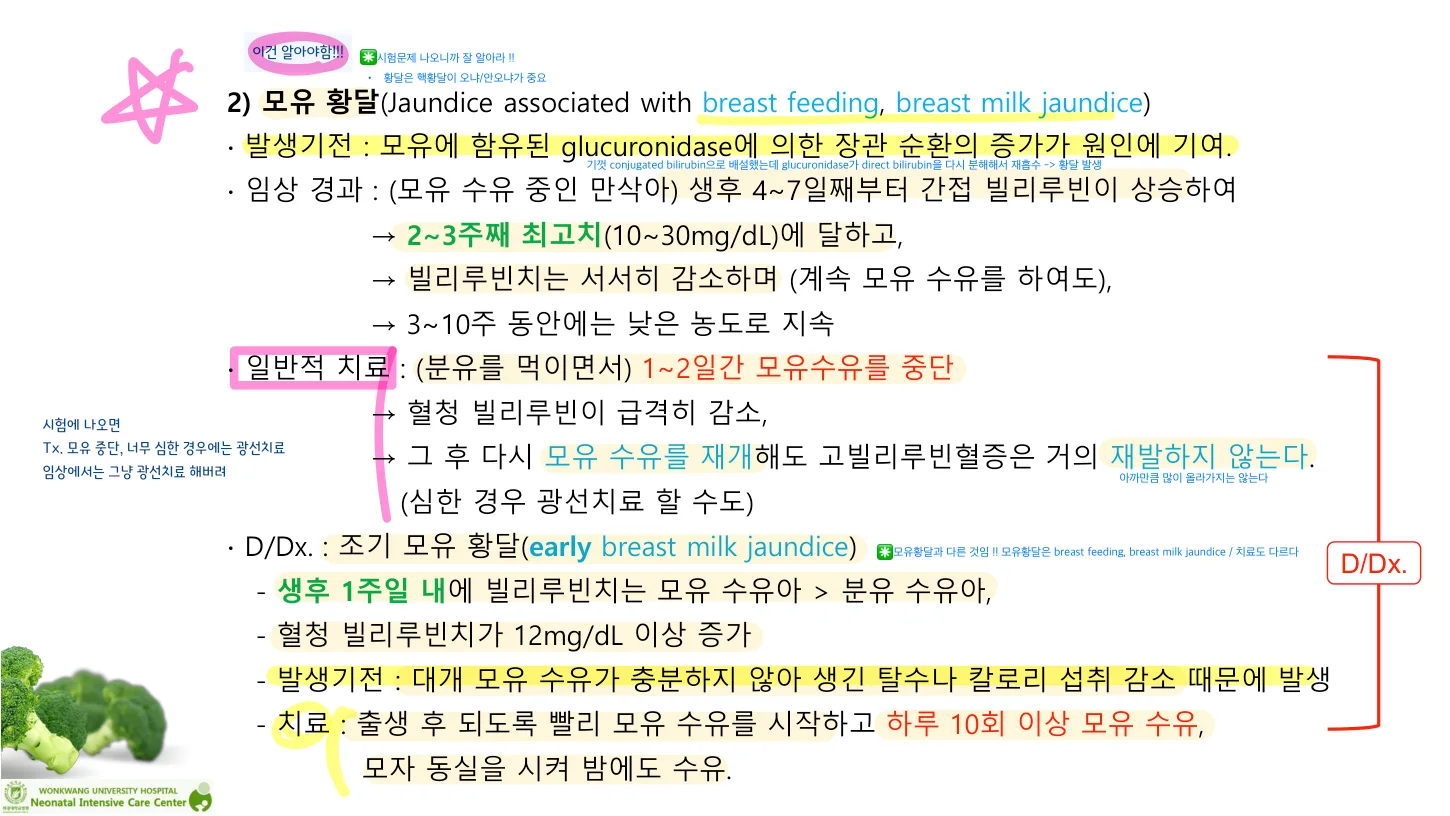 이건 알아야함!!!
시험문제 나오니까 잘 알아라 !!
• 황달은 핵황달이 오냐/안오냐가 중요
2) 모유 황달(Jaundice associated with breast feeding, breast milk jaundice)
· 발생기전 : 모유에 함유된 glucuronidase에 의한 장관 순환의 증가가 원인에 기여.
기껏 conjugated bilirubin으로 배설했는데 glucuronidase가 direct bilirubin을 다시 분해해서 재흡수 -> 황달 발생
· 임상 경과 : (모유 수유 중인 만삭아) 생후 4~7일째부터 간접 빌리루빈이 상승하여
→ 2~3주째 최고치(10~30mg/dL)에 달하고,
→ 빌리루빈치는 서서히 감소하며 (계속 모유 수유를 하여도),
→ 3~10주 동안에는 낮은 농도로 지속
· 일반적 치료 : (분유를 먹이면서) 1~2일간 모유수유를 중단
→ 혈청 빌리루빈이 급격히 감소,
시험에 나오면
Tx. 모유 중단, 너무 심한 경우에는 광선치료
임상에서는 그냥 광선치료 해버려
→ 그 후 다시 모유 수유를 재개해도 고빌리루빈혈증은 거의 재발하지 않는다.
아까만큼 많이 올라가지는 않는다
(심한 경우 광선치료 할 수도)
· D/Dx. : 조기 모유 황달(early breast milk jaundice)
모유황달과 다른 것임 !! 모유황달은 breast feeding, breast milk jaundice / 치료도 다르다
D/Dx.
- 생후 1주일 내에 빌리루빈치는 모유 수유아 > 분유 수유아,
- 혈청 빌리루빈치가 12mg/dL 이상 증가
- 발생기전 : 대개 모유 수유가 충분하지 않아 생긴 탈수나 칼로리 섭취 감소 때문에 발생
- 치료 : 출생 후 되도록 빨리 모유 수유를 시작하고 하루 10회 이상 모유 수유,
모자 동실을 시켜 밤에도 수유.
WONKWANG UNIVERSITY HOSPITAL
Neonatal Intensive Care Center